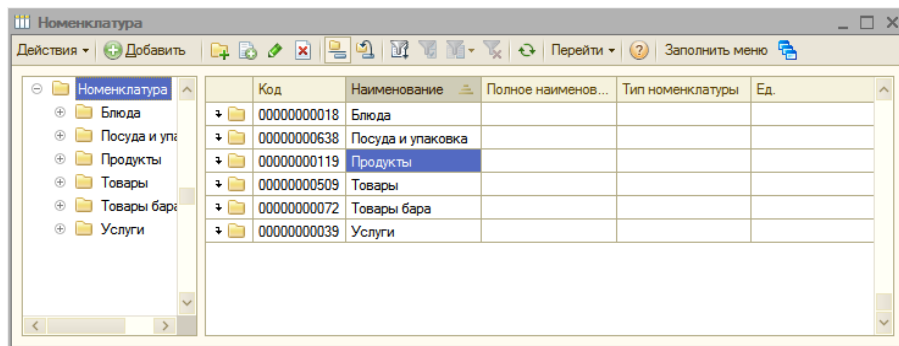 Номенклатура
Действия Добавить Перейти Заполнить меню
Номенклатура
Блюда
Посуда и упа
Продукты
Товары
Товары бара
Услуги
Код Наименование Полное наименов... Тип номенклатуры Ед.
00000000018 Блюда
00000000638 Посуда и упаковка
00000000119 Продукты
00000000509 Товары
00000000072 Товары бара
00000000039 Услуги